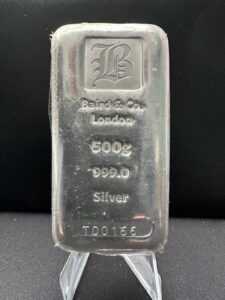 B
Baird & Co.
London
500g
999.0
Silver
T00166